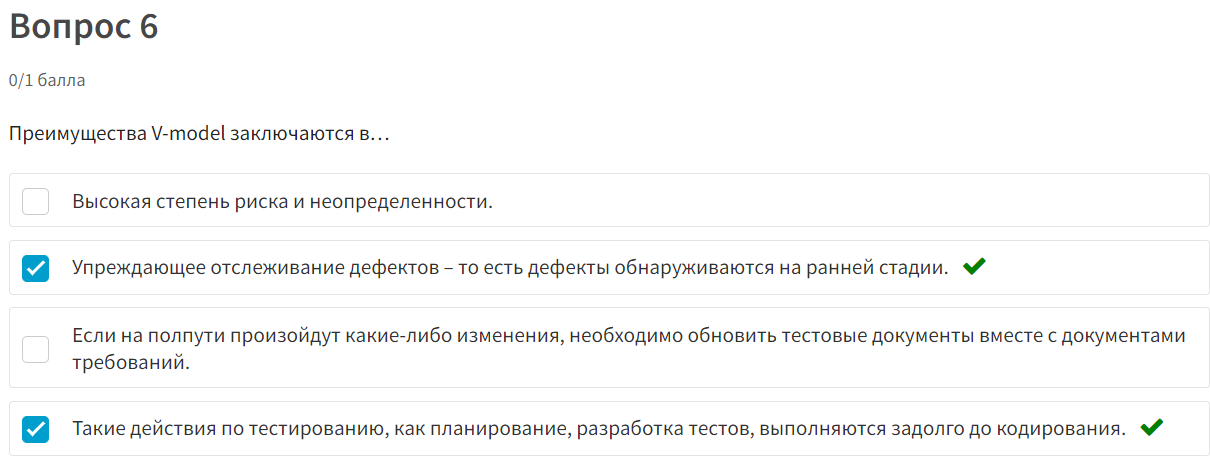 Вопрос 6
0/1 балла
Преимущества V-model заключаются в…
Высокая степень риска и неопределенности.
Упреждающее отслеживание дефектов – то есть дефекты обнаруживаются на ранней стадии.
Если на полпути произойдут какие-либо изменения, необходимо обновить тестовые документы вместе с документами
требований.
Такие действия по тестированию, как планирование, разработка тестов, выполняются задолго до кодирования.